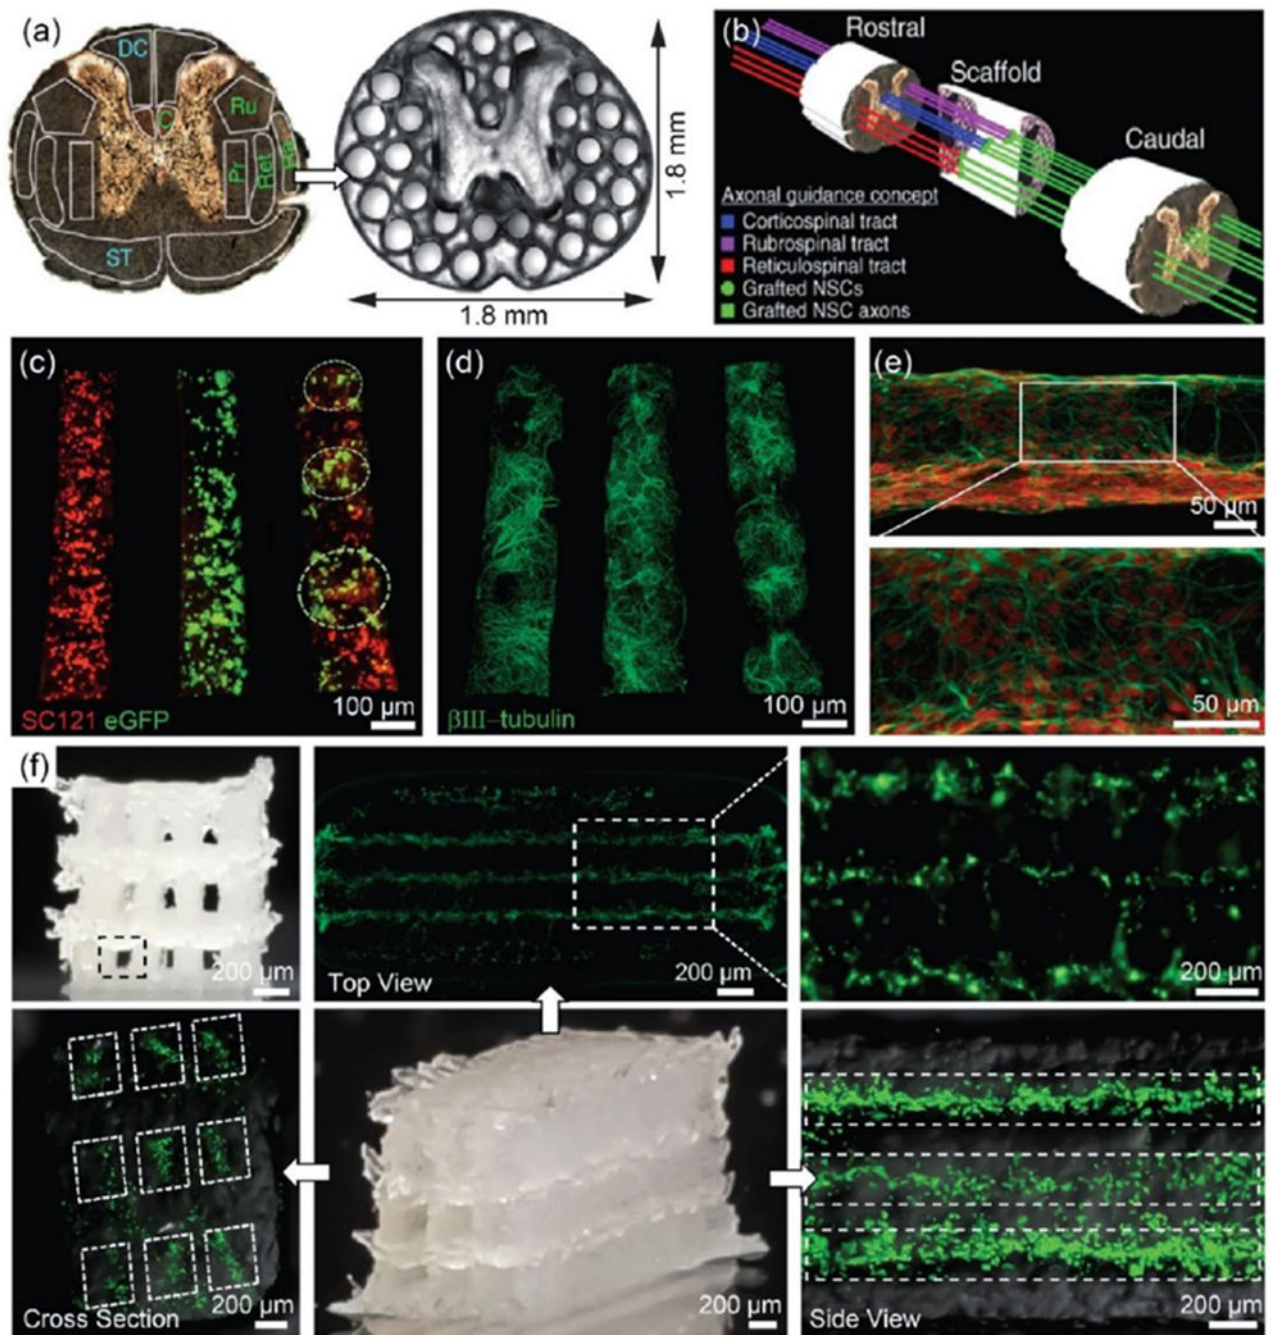 (a)
DC
Ru
C
Pr
Ret
ST
1.8 mm
1.8 mm
(b)
Rostral
Scaffold
Caudal
Axonal guidance concept
Corticospinal tract
Rubrospinal tract
Reticulospinal tract
Grafted NSCs
Grafted NSC axons
(c)
SC121 eGFP
100 µm
(d)
βIII–tubulin
100 µm
(e)
50 µm
50 µm
(f)
200 µm
Top View
200 µm
200 µm
Cross Section
200 µm
200 µm
Side View
200 µm